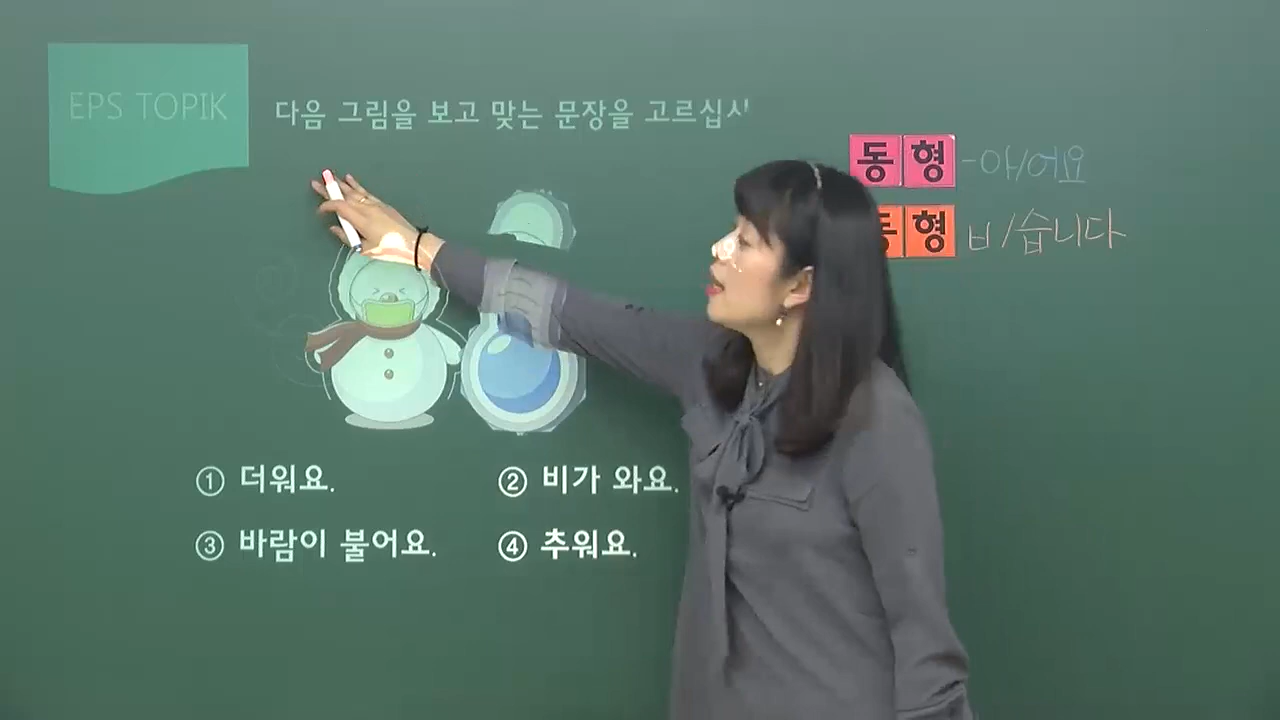 EPS TOPIK
다음 그림을 보고 맞는 문장을 고르십시
동형 -아/어요
동형 ㅂ/습니다
① 더워요.
② 비가 와요.
③ 바람이 불어요.
④ 추워요.